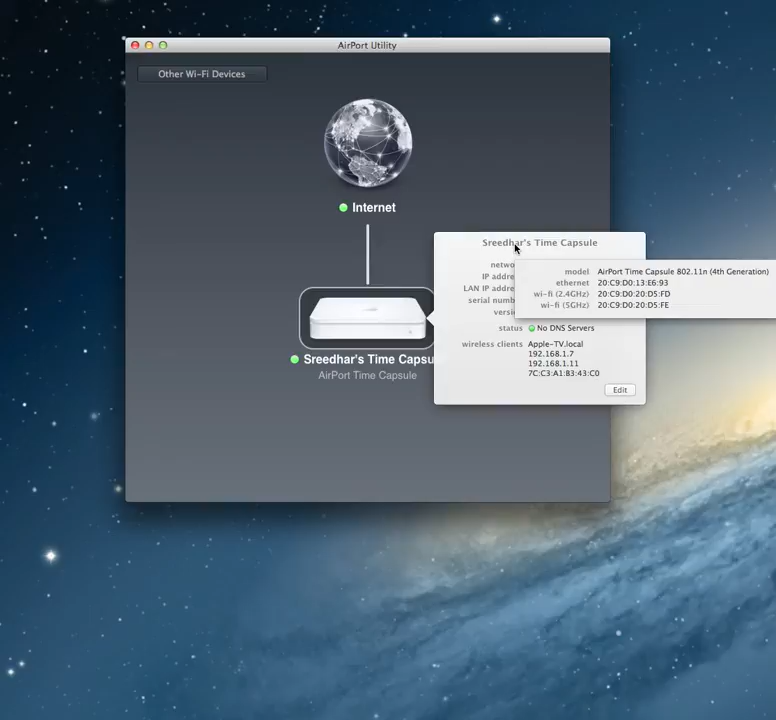 AirPort Utility
Other Wi-Fi Devices
Internet
Sreedhar's Time Capsu
AirPort Time Capsule
Sreedhar's Time Capsule
netwo
IP addre
LAN IP addre
serial numb
versi
model AirPort Time Capsule 802.11n (4th Generation)
ethernet 20:C9:D0:13:E6:93
wi-fi (2.4GHz) 20:C9:D0:20:D5:FD
wi-fi (5GHz) 20:C9:D0:20:D5:FE
status No DNS Servers
wireless clients Apple-TV.local
192.168.1.7
192.168.1.11
7C:C3:A1:B3:43:C0
Edit